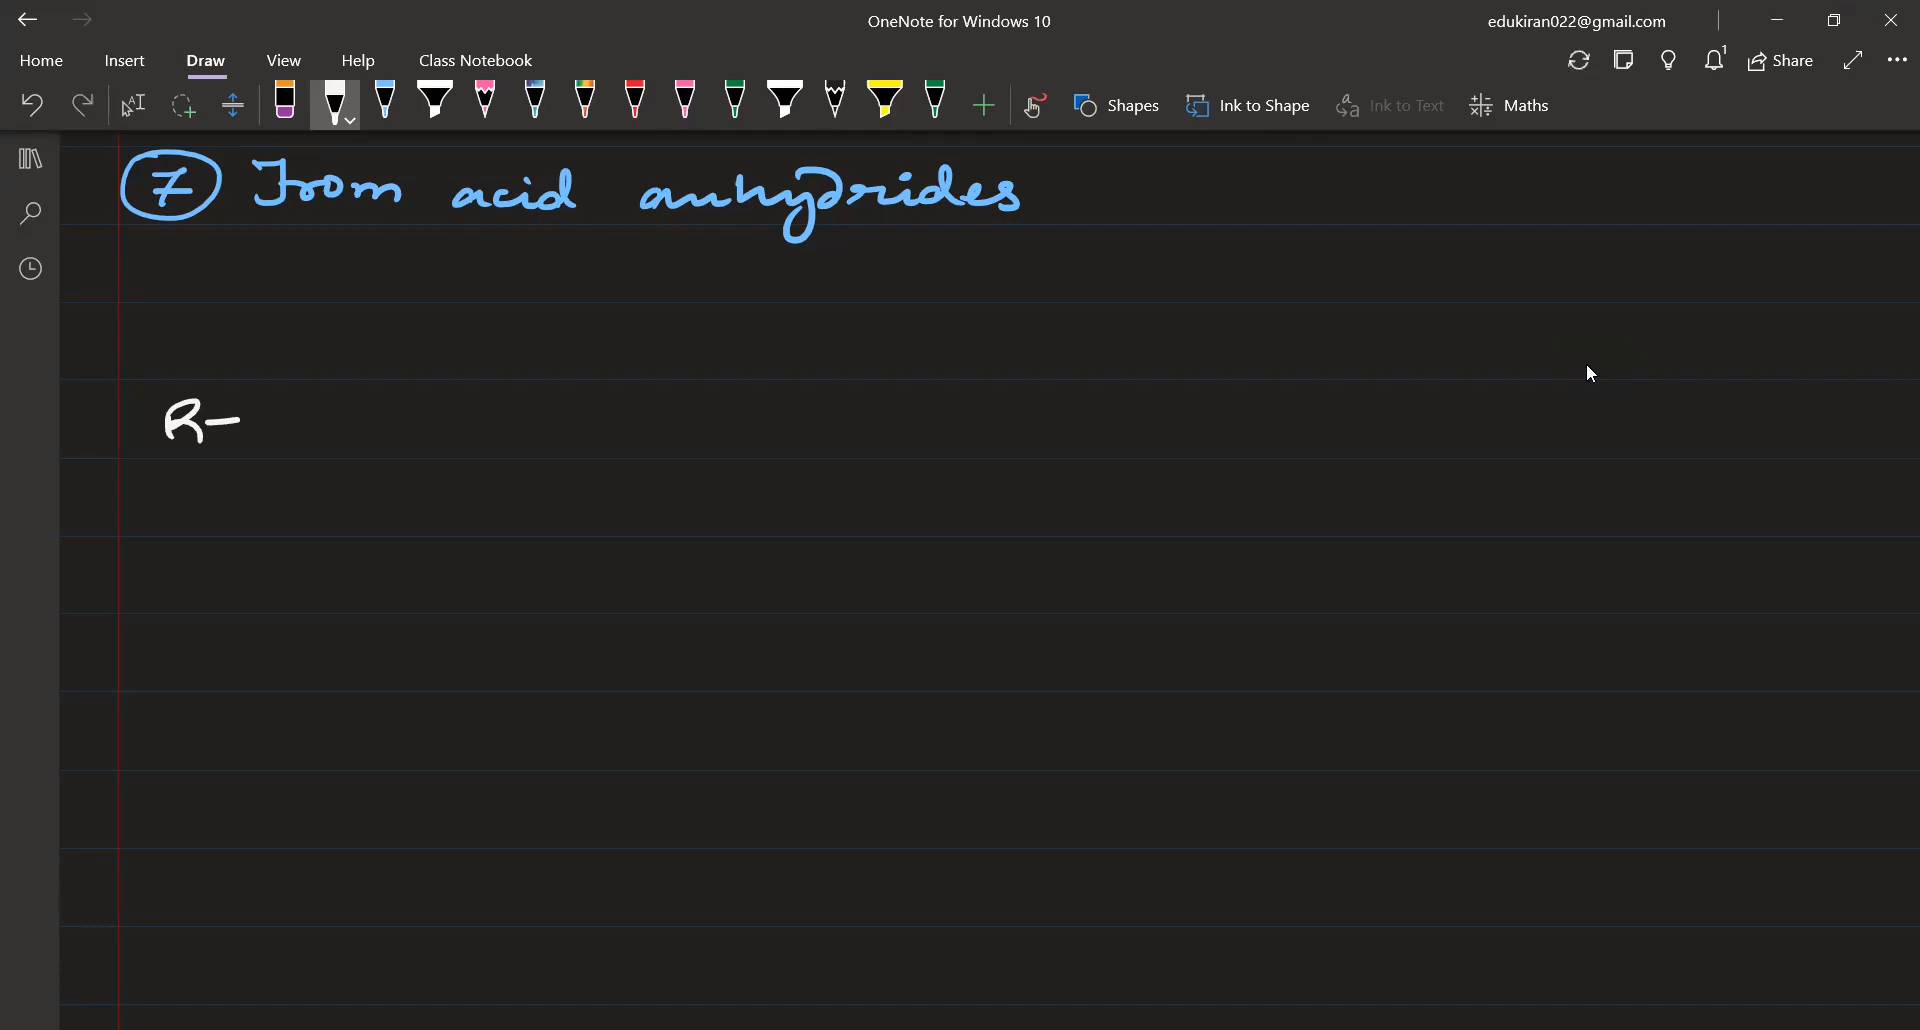 OneNote for Windows 10 edukiran022@gmail.com
Home Insert Draw View Help Class Notebook 1 Share
Shapes Ink to Shape Ink to Text Maths
7 From acid anhydrides
R-